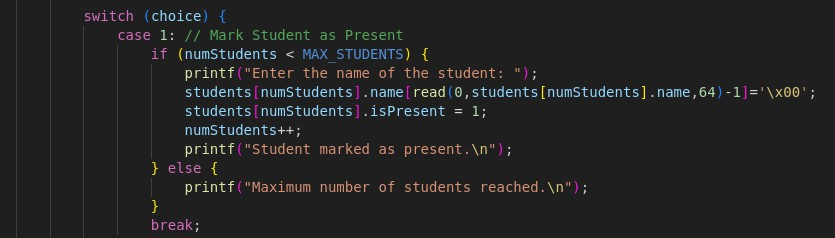 switch (choice) {
case 1: // Mark Student as Present
if (numStudents < MAX_STUDENTS) {
printf("Enter the name of the student: ");
students[numStudents].name[read(0,students[numStudents].name,64)-1]='\x00';
students[numStudents].isPresent = 1;
numStudents++;
printf("Student marked as present.\n");
} else {
printf("Maximum number of students reached.\n");
}
break;